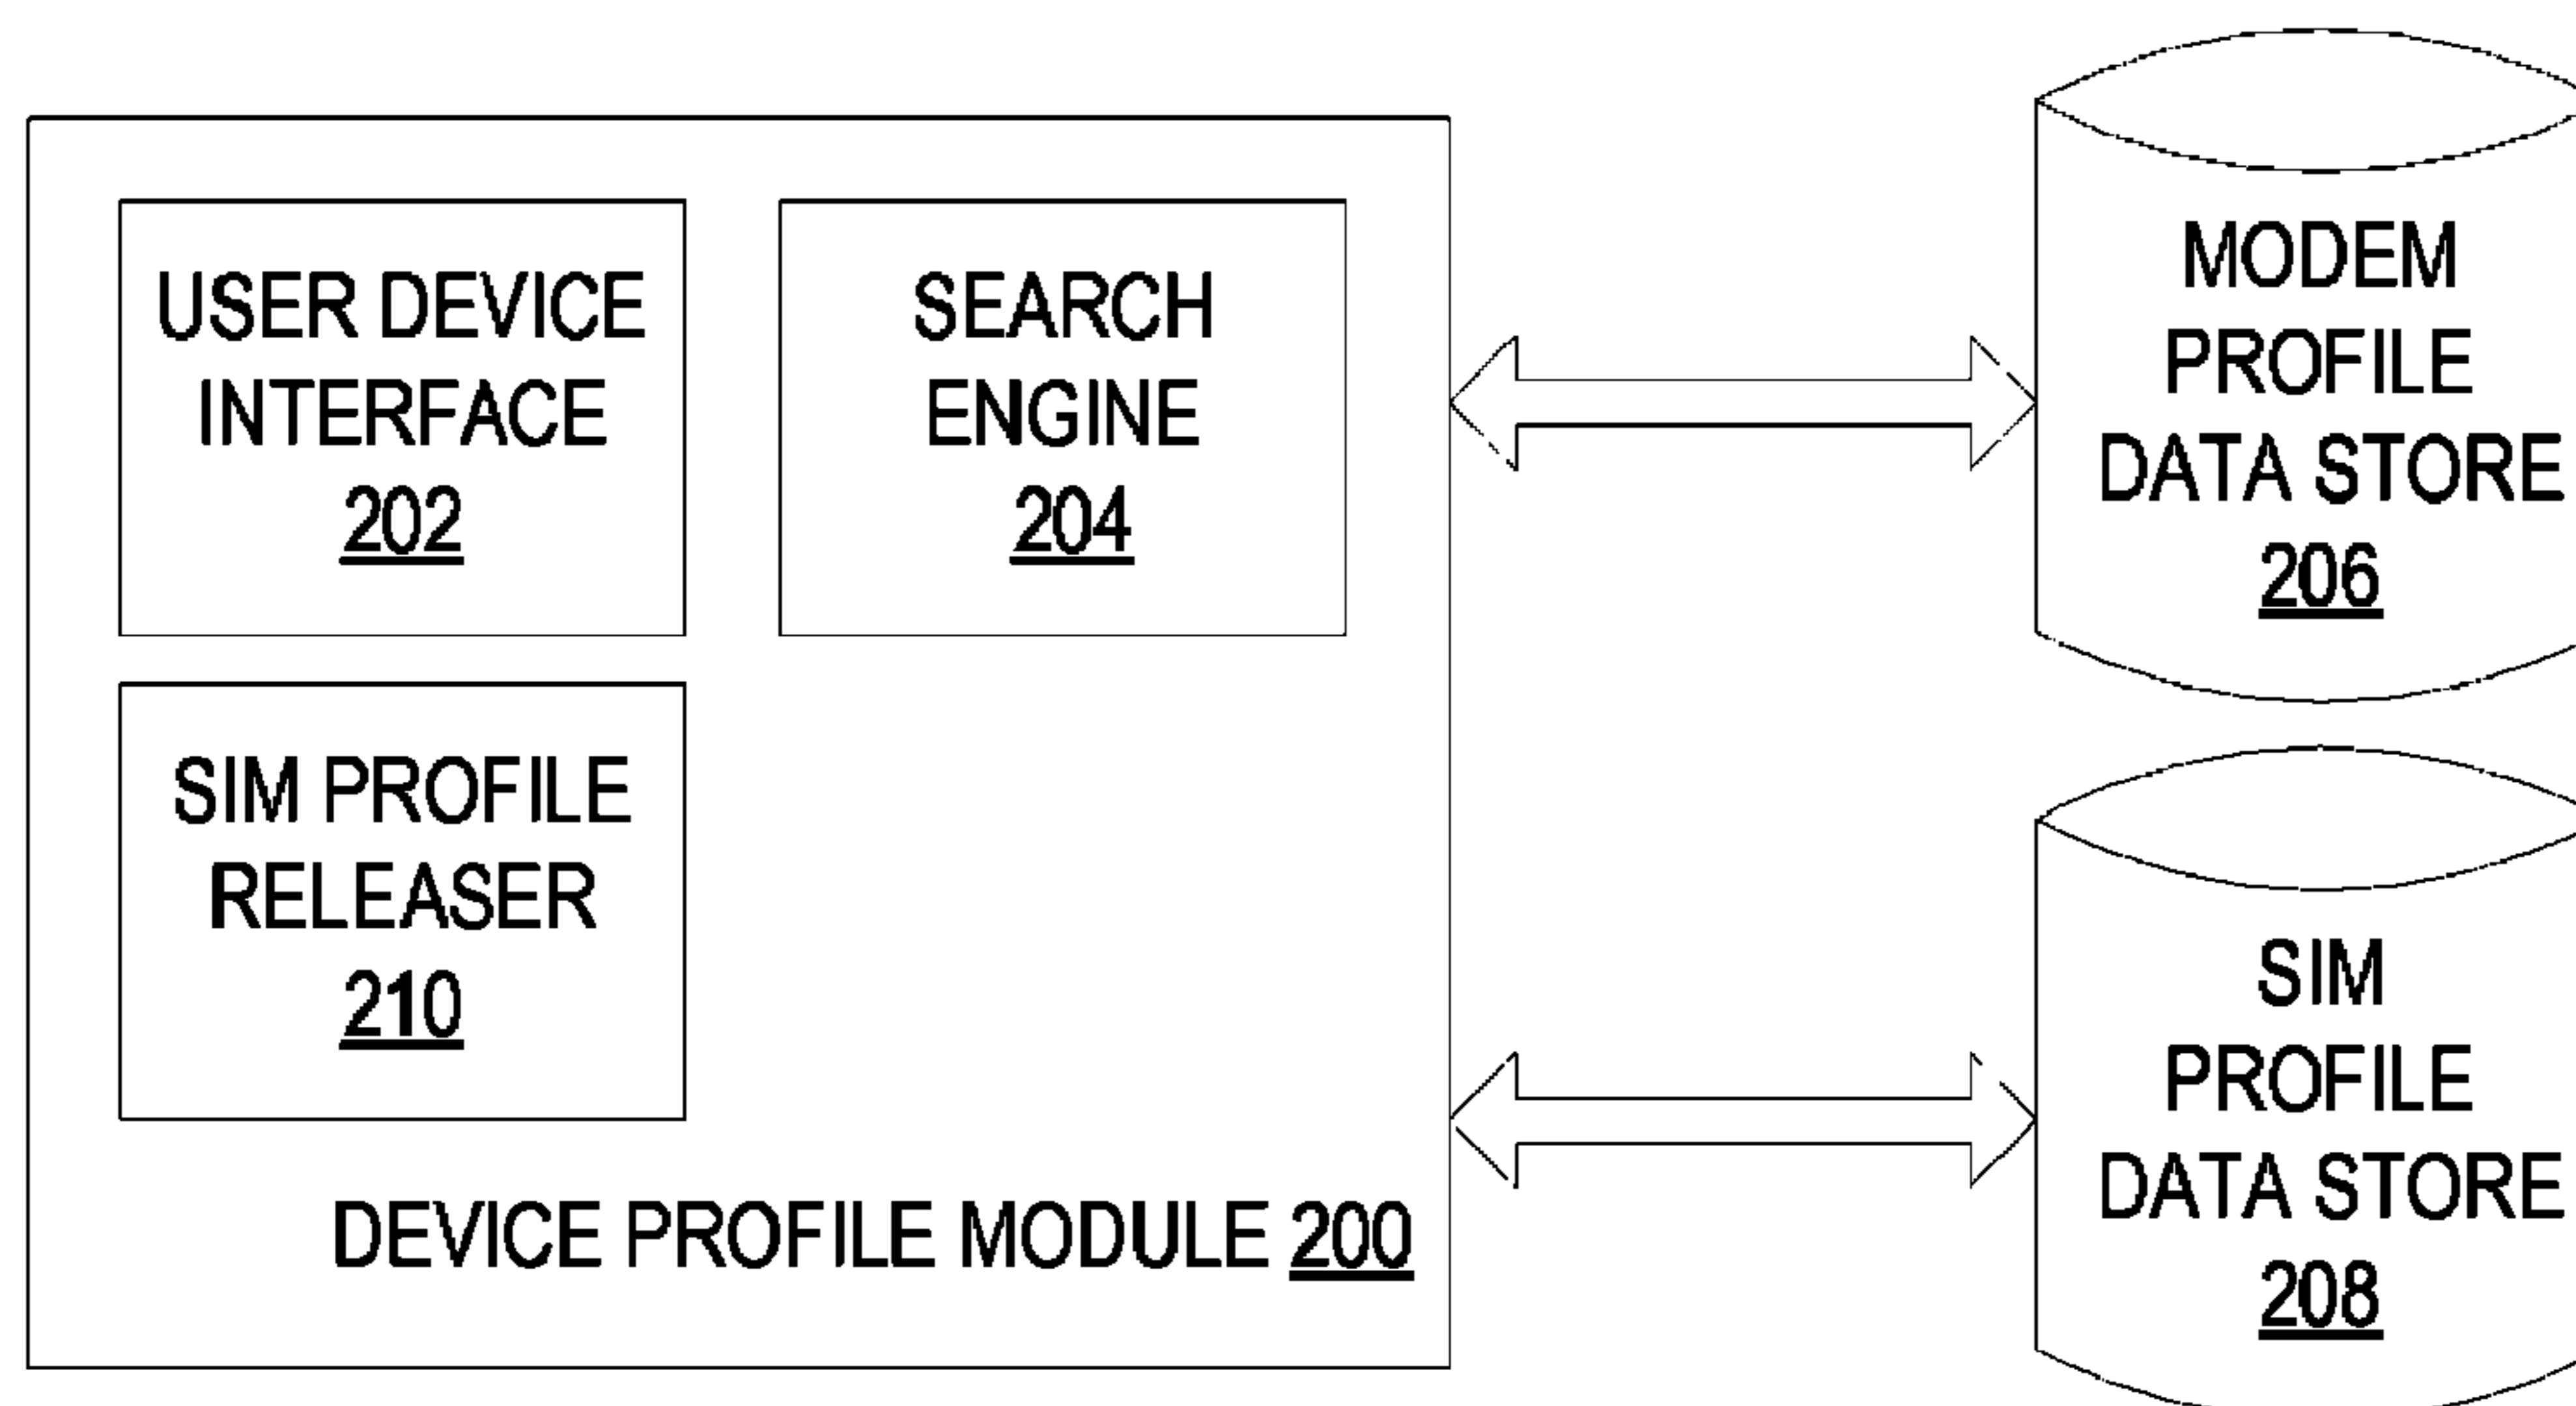 USER DEVICE
INTERFACE
202
SEARCH
ENGINE
204
SIM PROFILE
RELEASER
210
DEVICE PROFILE MODULE 200
MODEM
PROFILE
DATA STORE
206
SIM
PROFILE
DATA STORE
208